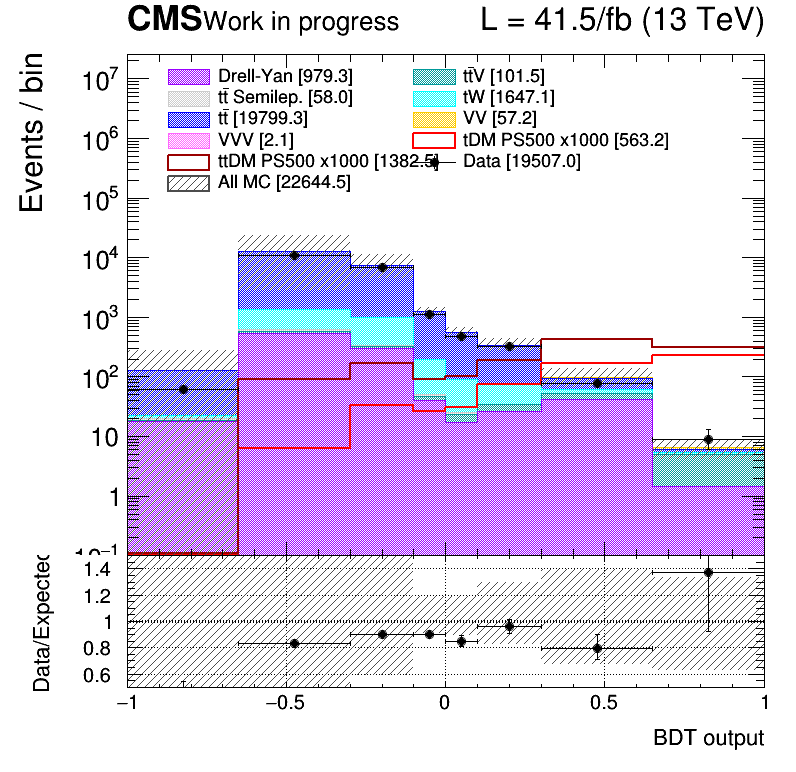 CMS Work in progress L = 41.5/fb (13 TeV)
Events / bin
Drell-Yan [979.3]
tt̄V [101.5]
tt̄ Semilep. [58.0]
tW [1647.1]
tt̄ [19799.3]
VV [57.2]
VVV [2.1]
tDM PS500 x1000 [563.2]
ttDM PS500 x1000 [1382.5]
Data [19507.0]
All MC [22644.5]
10⁷
10⁶
10⁵
10⁴
10³
10²
10
1
10⁻¹
Data/Expected
1.4
1.2
1
0.8
0.6
−1 −0.5 0 0.5 1
BDT output